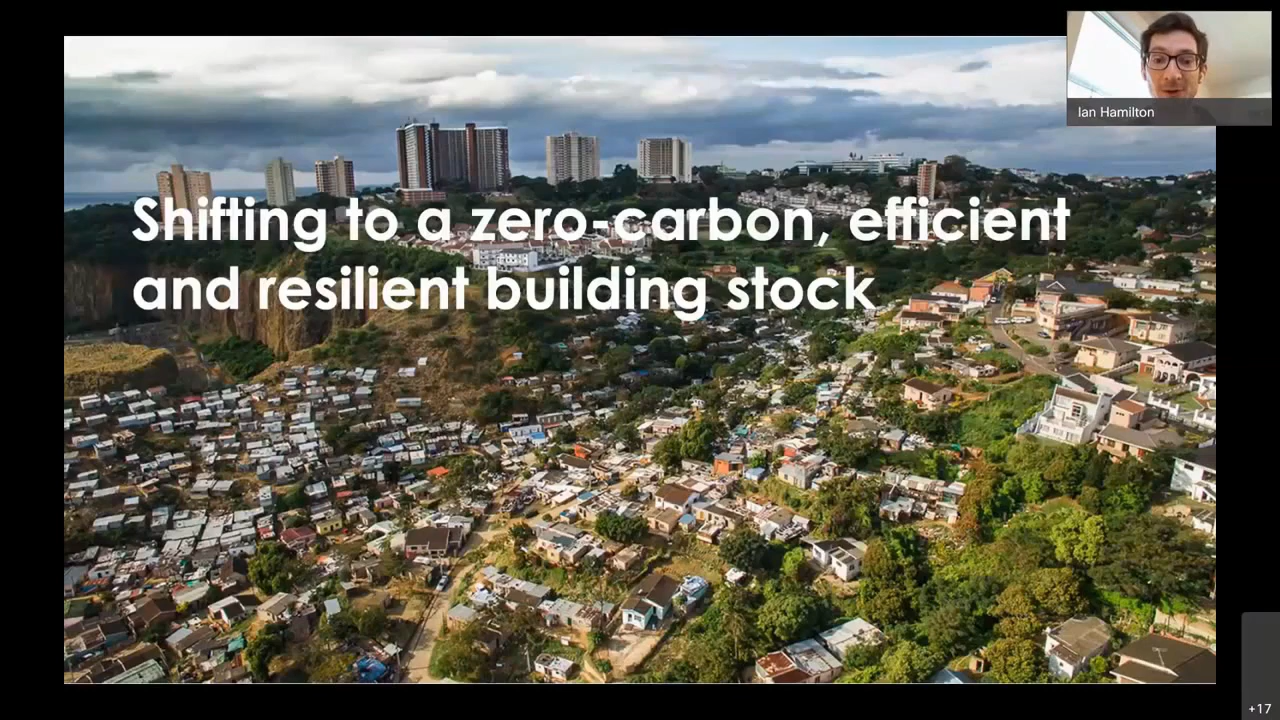 Ian Hamilton
Shifting to a zero-carbon, efficient
and resilient building stock
+17